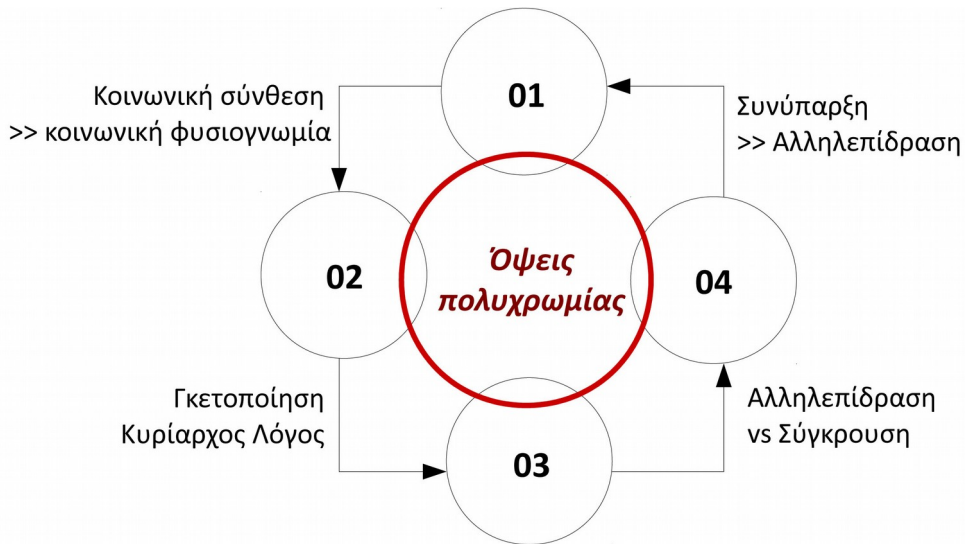 01
Κοινωνική σύνθεση
>> κοινωνική φυσιογνωμία
Συνύπαρξη
>> Αλληλεπίδραση
02
Όψεις
πολυχρωμίας
04
Γκετοποίηση
Κυρίαρχος Λόγος
Αλληλεπίδραση
vs Σύγκρουση
03